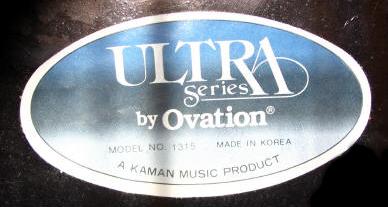 ULTRA
Series
by Ovation®
MODEL NO. 1315 MADE IN KOREA
A KAMAN MUSIC PRODUCT